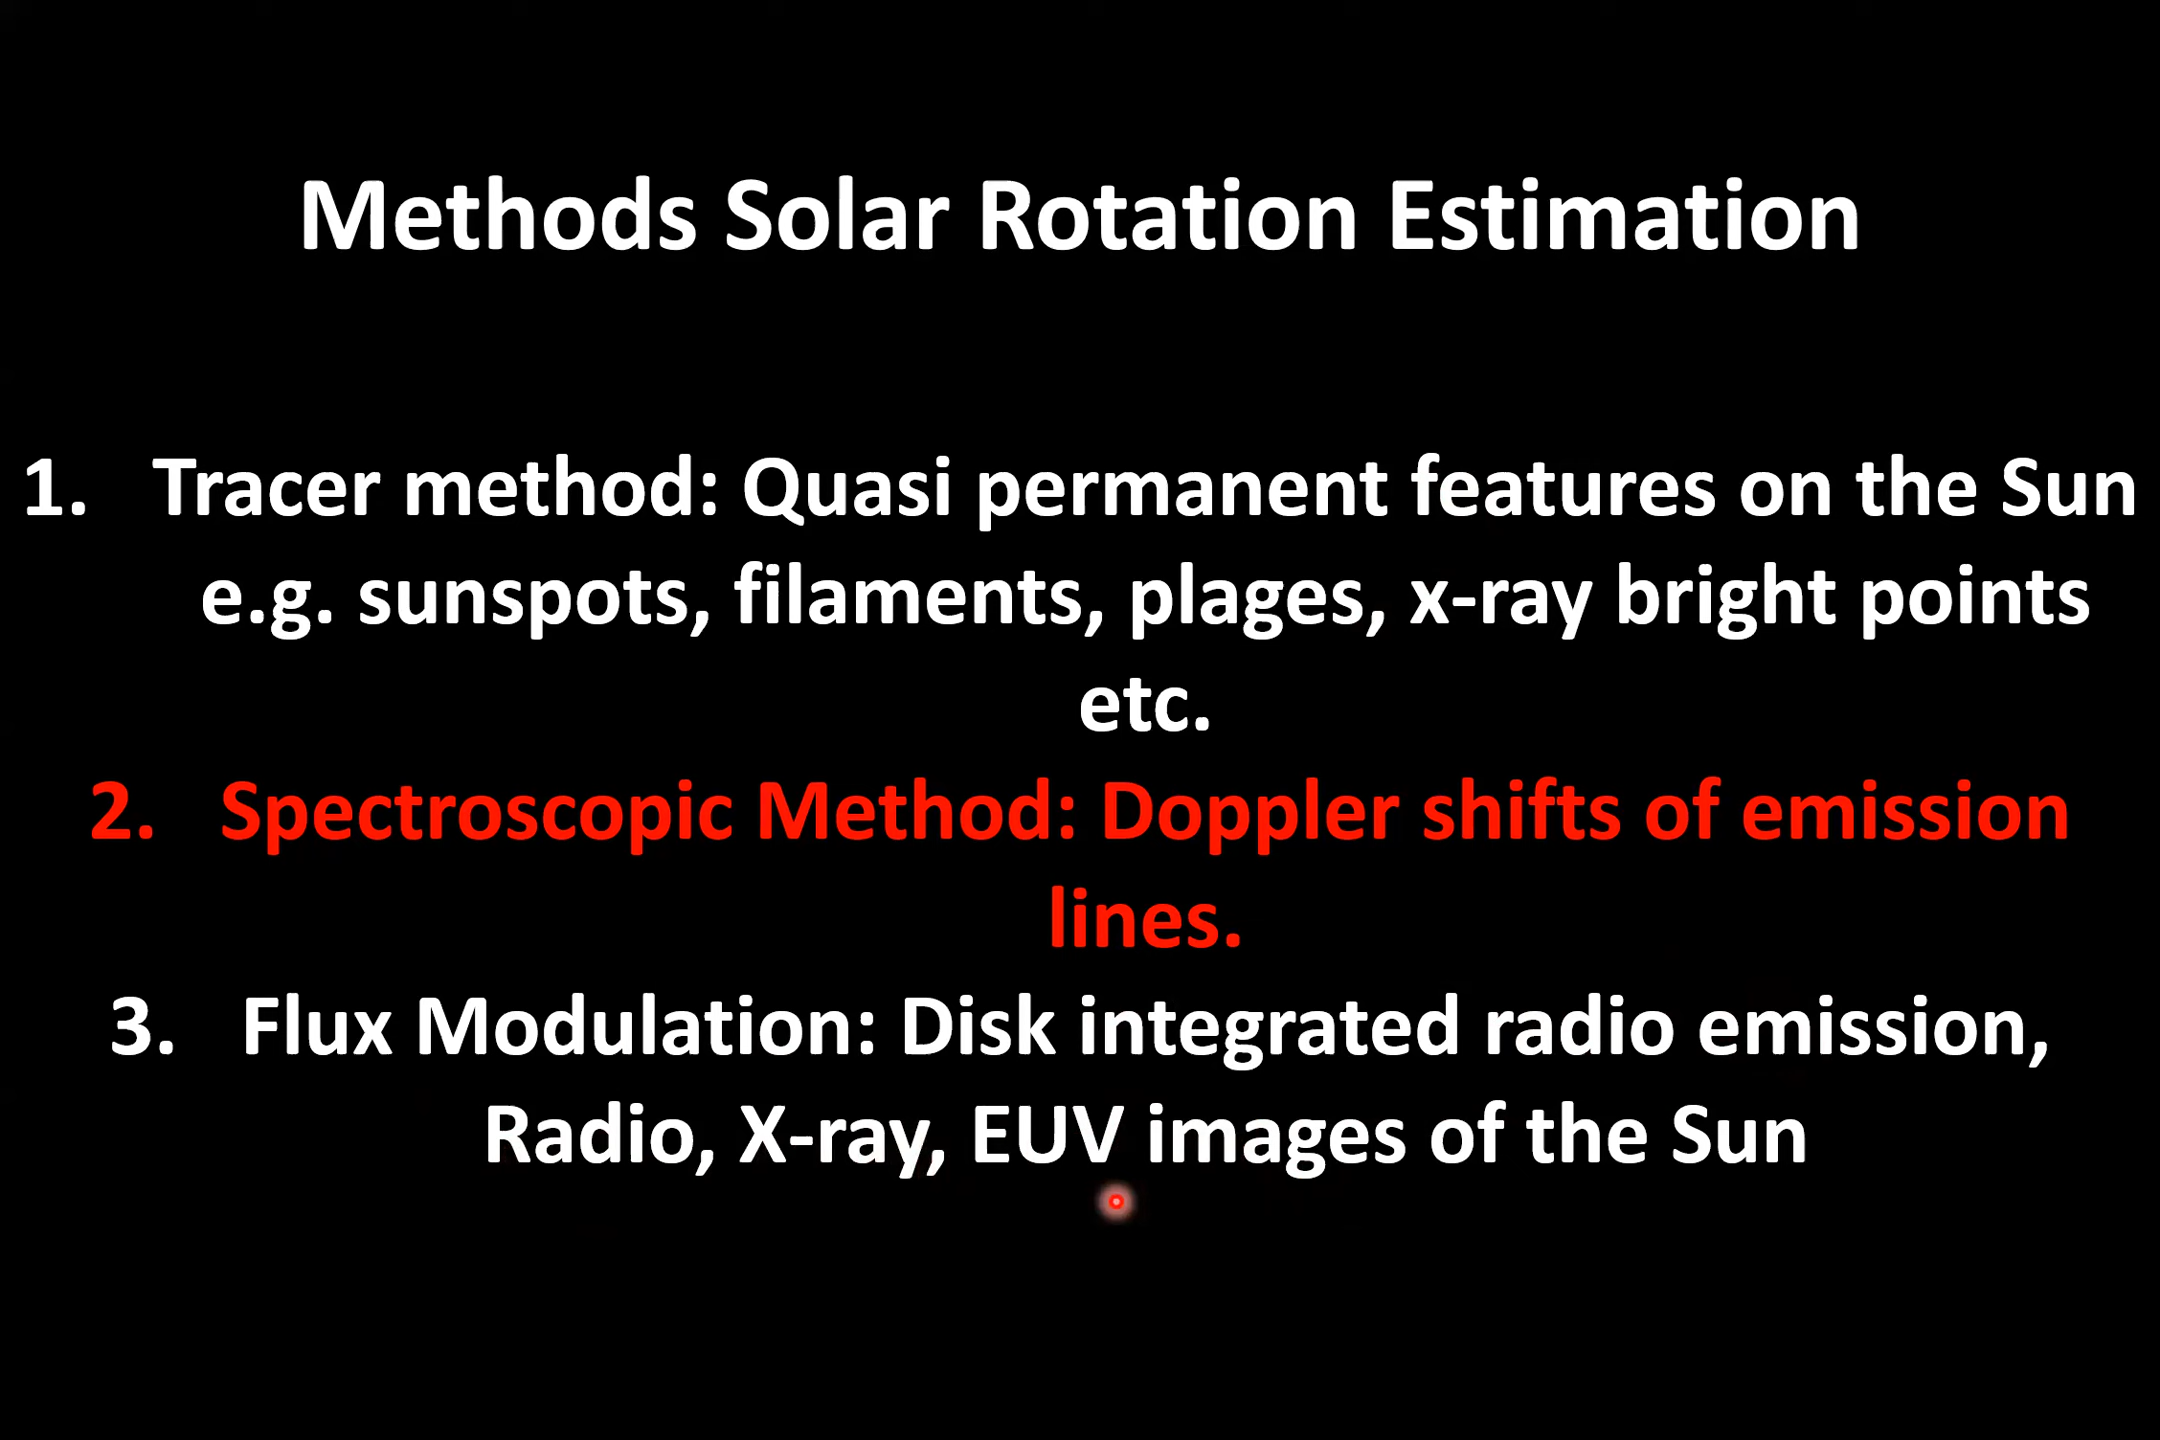 Methods Solar Rotation Estimation
1. Tracer method: Quasi permanent features on the Sun
e.g. sunspots, filaments, plages, x-ray bright points
etc.
2. Spectroscopic Method: Doppler shifts of emission
lines.
3. Flux Modulation: Disk integrated radio emission,
Radio, X-ray, EUV images of the Sun